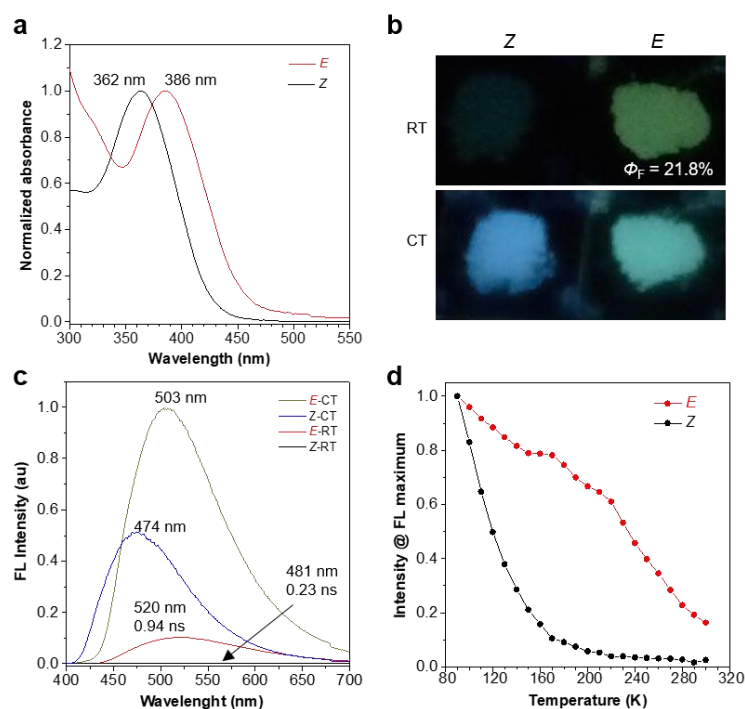 a
E
Z
362 nm 386 nm
Normalized absorbance
1.2
1.0
0.8
0.6
0.4
0.2
0.0
300 350 400 450 500 550
Wavelength (nm)
b
Z E
RT
ΦF = 21.8%
CT
c
503 nm
E-CT
Z-CT
E-RT
Z-RT
474 nm
481 nm
0.23 ns
520 nm
0.94 ns
FL Intensity (au)
1.0
0.8
0.6
0.4
0.2
0.0
400 450 500 550 600 650 700
Wavelenght (nm)
d
E
Z
Intensity @ FL maximum
1.0
0.8
0.6
0.4
0.2
0.0
80 120 160 200 240 280 320
Temperature (K)